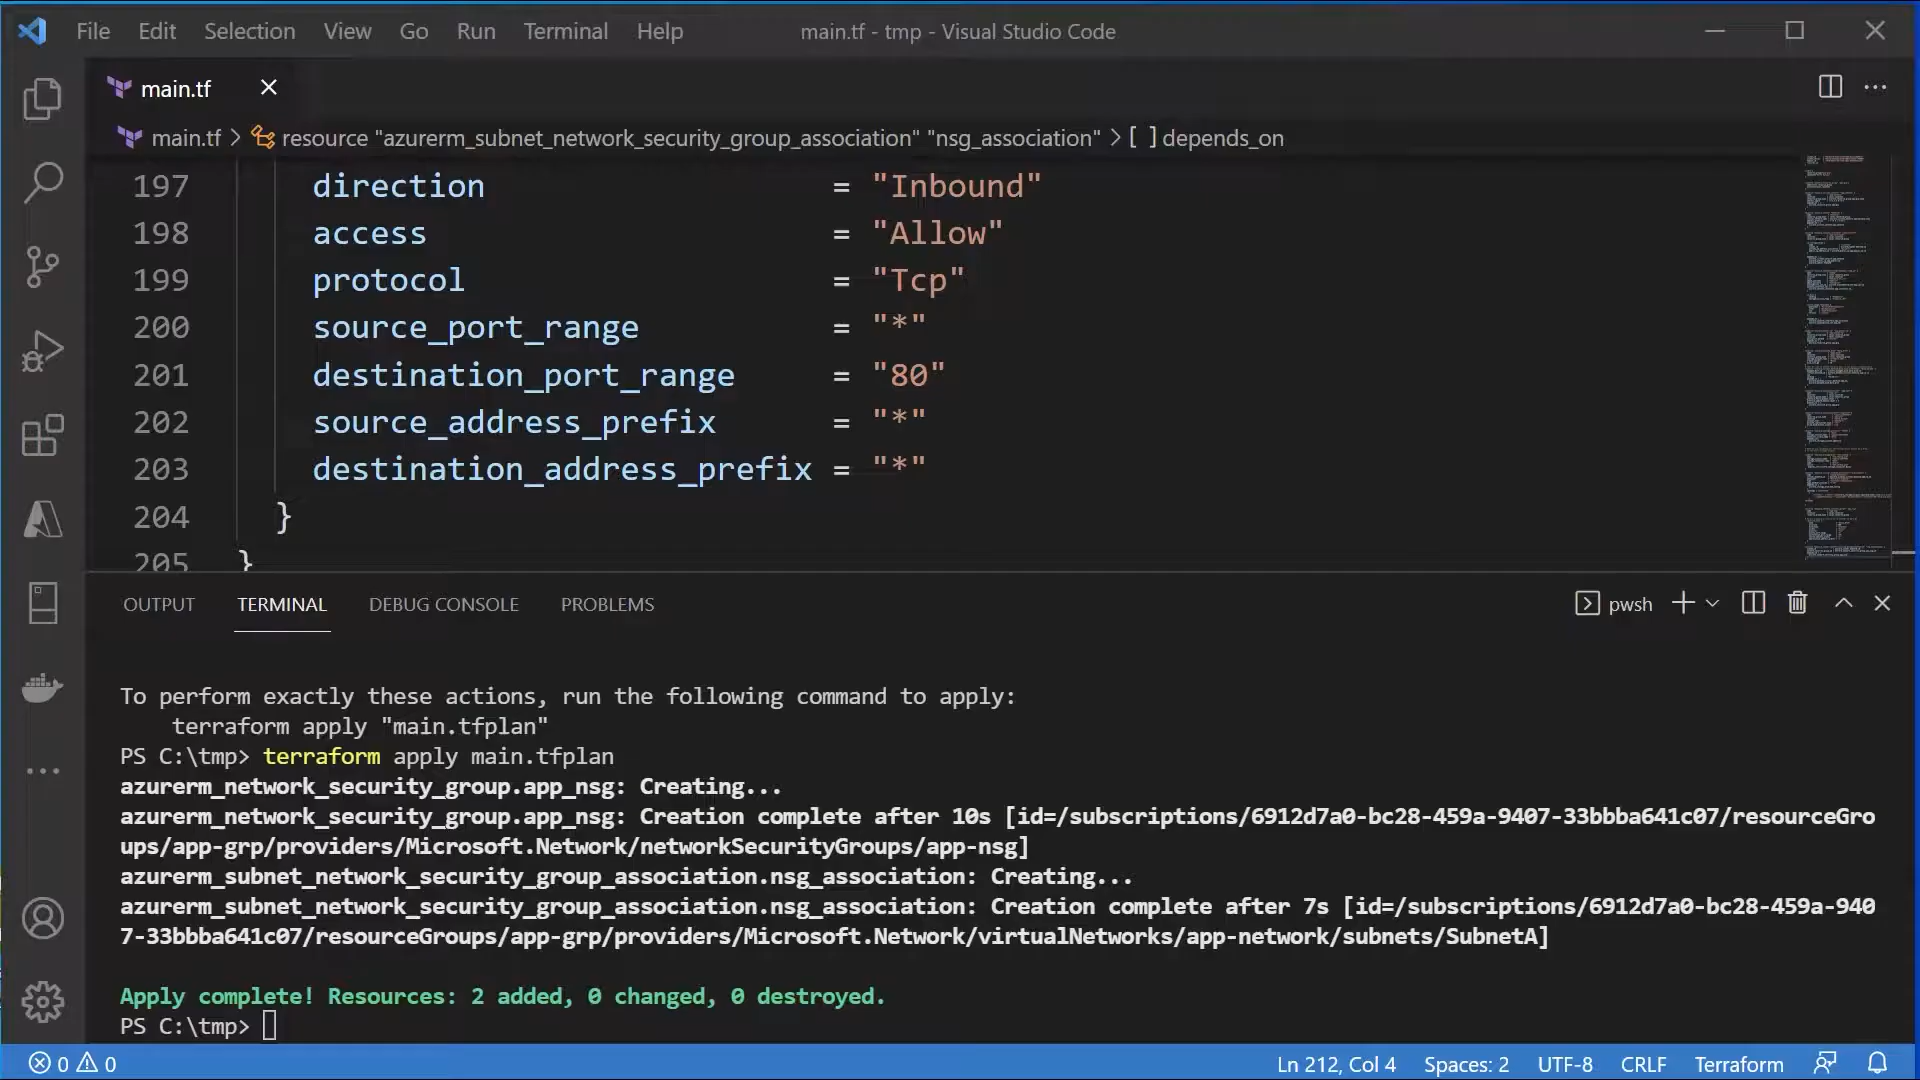 File Edit Selection View Go Run Terminal Help main.tf - tmp - Visual Studio Code
main.tf
main.tf > resource "azurerm_subnet_network_security_group_association" "nsg_association" > [ ] depends_on
197 direction = "Inbound"
198 access = "Allow"
199 protocol = "Tcp"
200 source_port_range = "*"
201 destination_port_range = "80"
202 source_address_prefix = "*"
203 destination_address_prefix = "*"
204 }
205 }
OUTPUT TERMINAL DEBUG CONSOLE PROBLEMS pwsh
To perform exactly these actions, run the following command to apply:
terraform apply "main.tfplan"
PS C:\tmp> terraform apply main.tfplan
azurerm_network_security_group.app_nsg: Creating...
azurerm_network_security_group.app_nsg: Creation complete after 10s [id=/subscriptions/6912d7a0-bc28-459a-9407-33bbba641c07/resourceGro
ups/app-grp/providers/Microsoft.Network/networkSecurityGroups/app-nsg]
azurerm_subnet_network_security_group_association.nsg_association: Creating...
azurerm_subnet_network_security_group_association.nsg_association: Creation complete after 7s [id=/subscriptions/6912d7a0-bc28-459a-940
7-33bbba641c07/resourceGroups/app-grp/providers/Microsoft.Network/virtualNetworks/app-network/subnets/SubnetA]
Apply complete! Resources: 2 added, 0 changed, 0 destroyed.
PS C:\tmp>
0 0 Ln 212, Col 4 Spaces: 2 UTF-8 CRLF Terraform